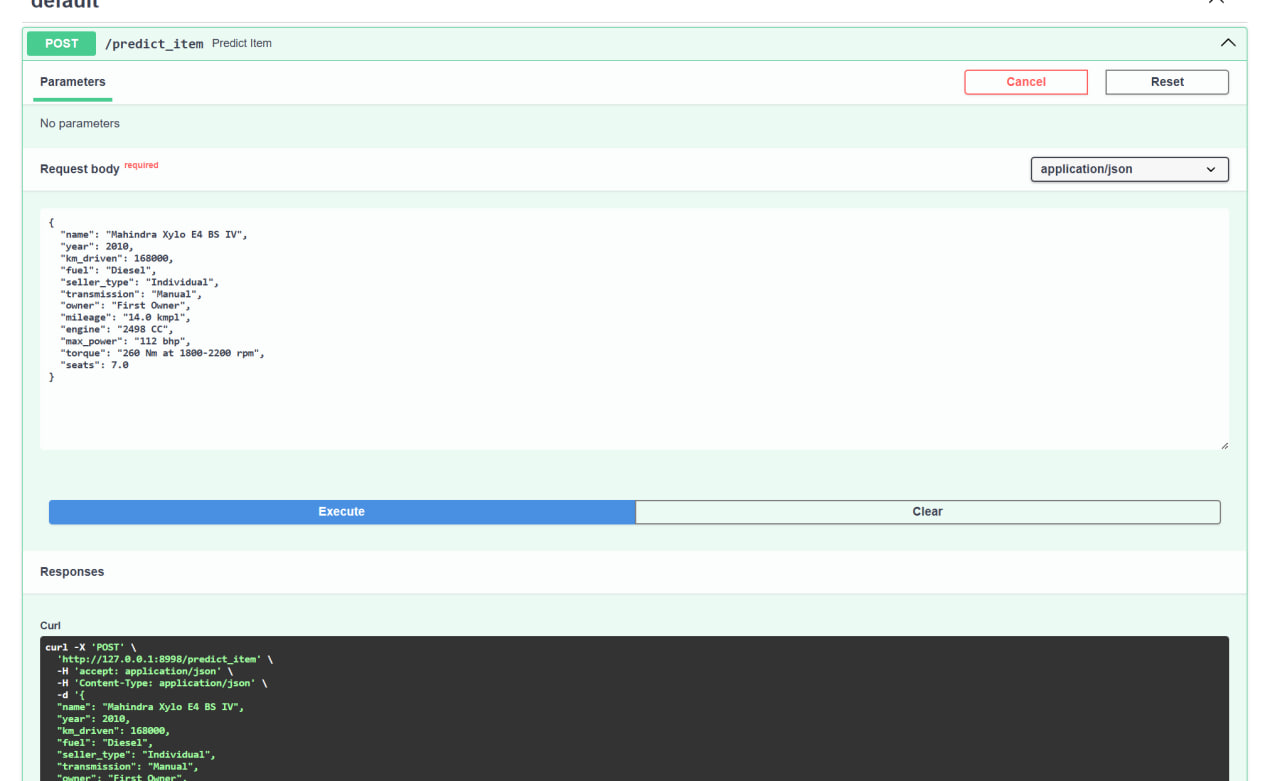 default
POST /predict_item Predict Item
Parameters
Cancel
Reset
No parameters
Request body required
application/json
{
  "name": "Mahindra Xylo E4 BS IV",
  "year": 2010,
  "km_driven": 168000,
  "fuel": "Diesel",
  "seller_type": "Individual",
  "transmission": "Manual",
  "owner": "First Owner",
  "mileage": "14.0 kmpl",
  "engine": "2498 CC",
  "max_power": "112 bhp",
  "torque": "260 Nm at 1800-2200 rpm",
  "seats": 7.0
}
Execute
Clear
Responses
Curl
curl -X 'POST' \
  'http://127.0.0.1:8998/predict_item' \
  -H 'accept: application/json' \
  -H 'Content-Type: application/json' \
  -d '{
  "name": "Mahindra Xylo E4 BS IV",
  "year": 2010,
  "km_driven": 168000,
  "fuel": "Diesel",
  "seller_type": "Individual",
  "transmission": "Manual",
  "owner": "First Owner",